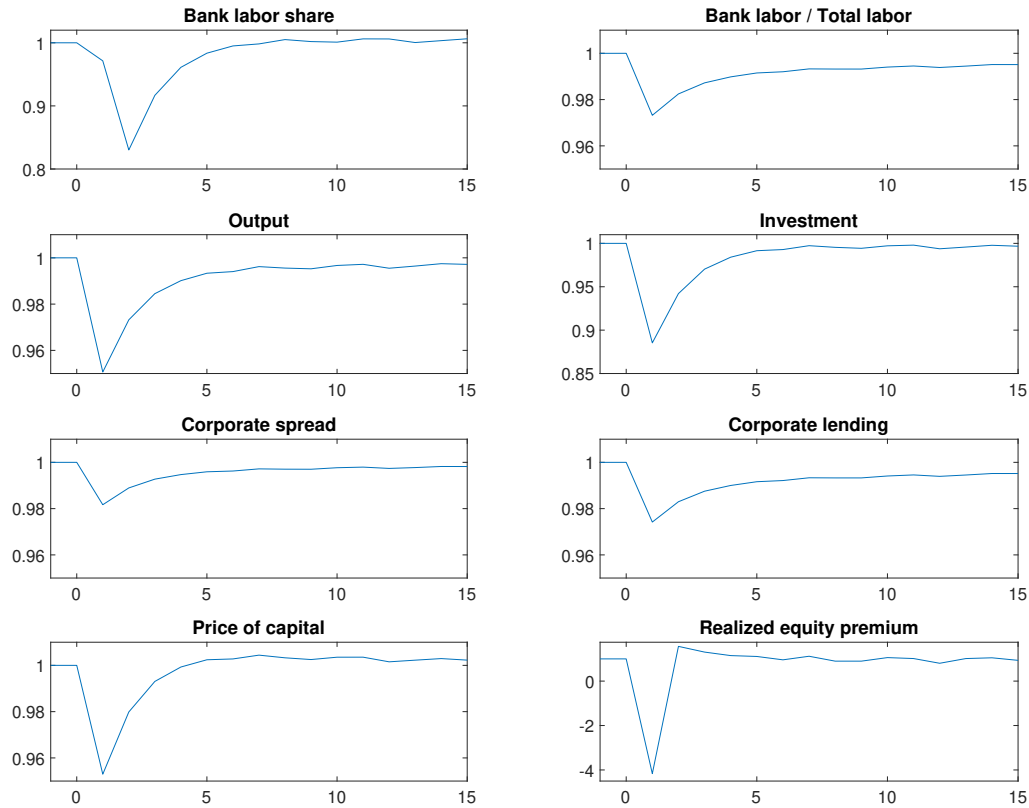 Bank labor share
1
0.9
0.8
0 5 10 15
Bank labor / Total labor
1
0.98
0.96
0 5 10 15
Output
1
0.98
0.96
0 5 10 15
Investment
1
0.95
0.9
0.85
0 5 10 15
Corporate spread
1
0.98
0.96
0 5 10 15
Corporate lending
1
0.98
0.96
0 5 10 15
Price of capital
1
0.98
0.96
0 5 10 15
Realized equity premium
0
-2
-4
0 5 10 15